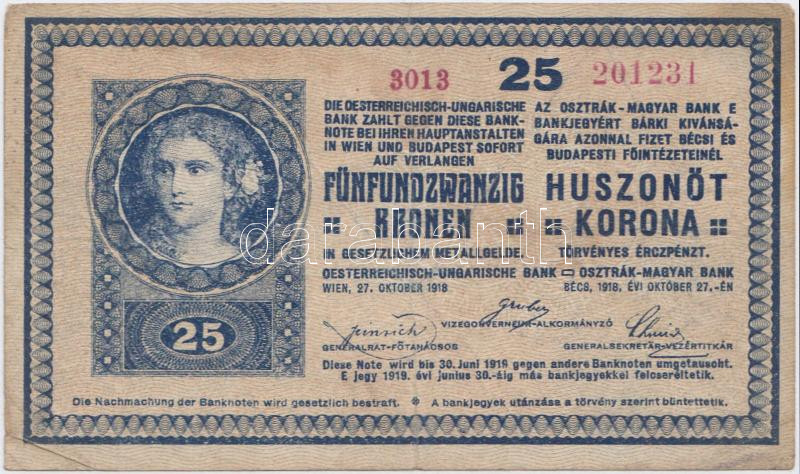 3013 25 201231
DIE OESTERREICHISCH-UNGARISCHE
BANK ZAHLT GEGEN DIESE BANK-
NOTE BEI IHREN HAUPTANSTALTEN
IN WIEN UND BUDAPEST SOFORT
AUF VERLANGEN
FÜNFUNDZWANZIG
KRONEN
IN GESETZLICHEM METALLGELDE.
AZ OSZTRÁK-MAGYAR BANK E
BANKJEGYÉRT BÁRKI KIVÁNSÁ-
GÁRA AZONNAL FIZET BÉCSI ÉS
BUDAPESTI FŐINTÉZETEINÉL
HUSZONÖT
KORONA
TÖRVÉNYES ÉRCZPÉNZT.
darabanth
OESTERREICHISCH-UNGARISCHE BANK OSZTRÁK-MAGYAR BANK
WIEN, 27. OKTOBER 1918 BÉCS, 1918. ÉVI OKTÓBER 27.-ÉN
Gruber
VIZEGOUVERNEUR-ALKORMÁNYZÓ
GENERALRAT-FŐTANÁCSOS GENERALSEKRETÄR-VEZÉRTITKÁR
25
Diese Note wird bis 30. Juni 1919 gegen andere Banknoten umgetauscht.
E jegy 1919. évi junius 30.-áig más bankjegyekkel felcseréltetik.
Die Nachmachung der Banknoten wird gesetzlich bestraft. * A bankjegyek utánzása a törvény szerint büntettetik.